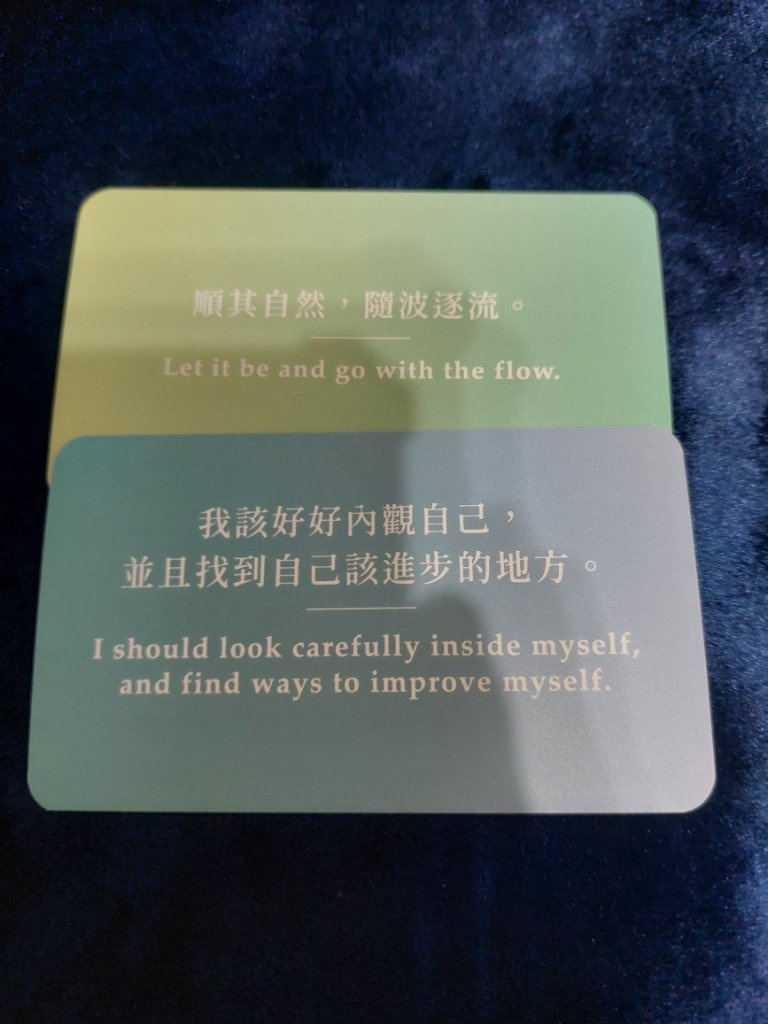 順其自然，隨波逐流。
Let it be and go with the flow.
我該好好內觀自己，
並且找到自己該進步的地方。
I should look carefully inside myself,
and find ways to improve myself.